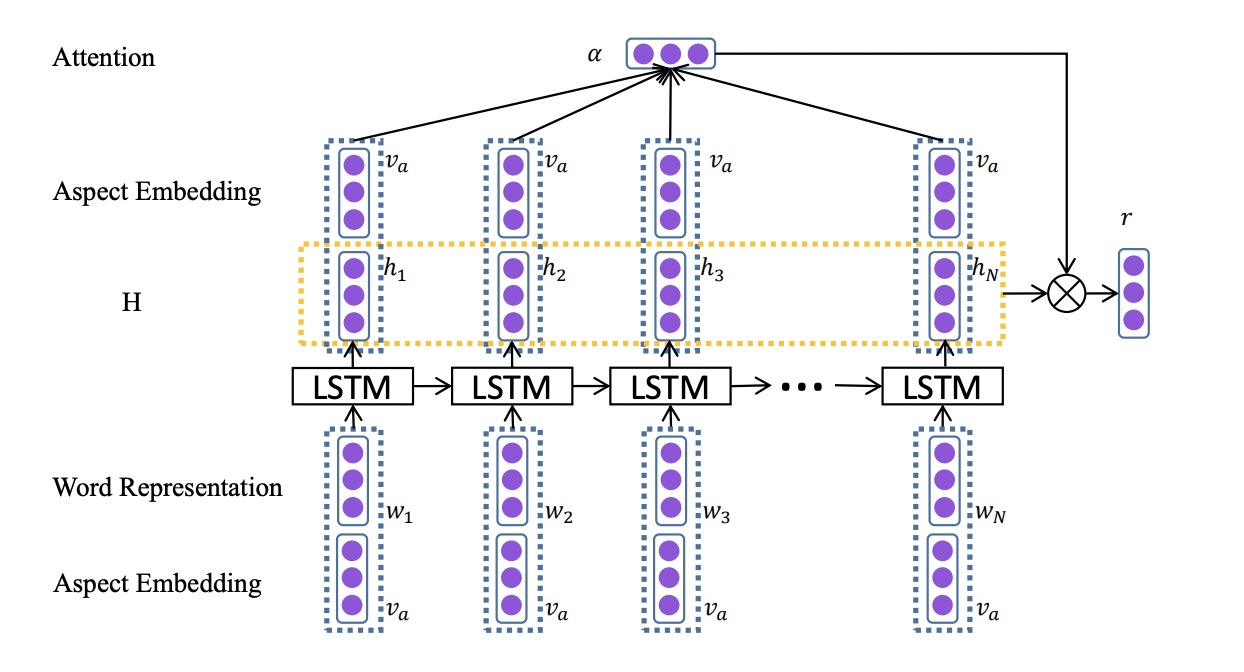 Attention α
Aspect Embedding v_a v_a v_a v_a
r
H h_1 h_2 h_3 h_N
LSTM LSTM LSTM ••• LSTM
Word Representation w_1 w_2 w_3 w_N
Aspect Embedding v_a v_a v_a v_a